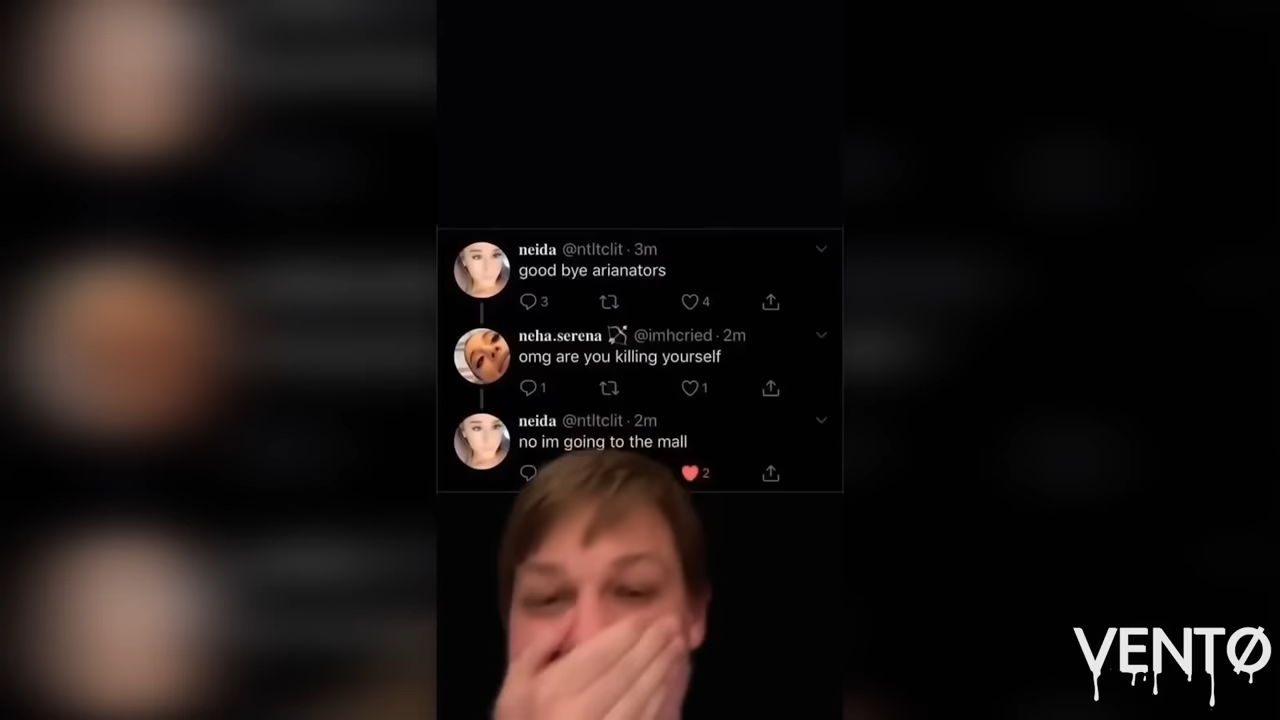 neida @ntltclit · 3m
good bye arianators
3 4
neha.serena @imhcried · 2m
omg are you killing yourself
1 1
neida @ntltclit · 2m
no im going to the mall
2
VENTØ